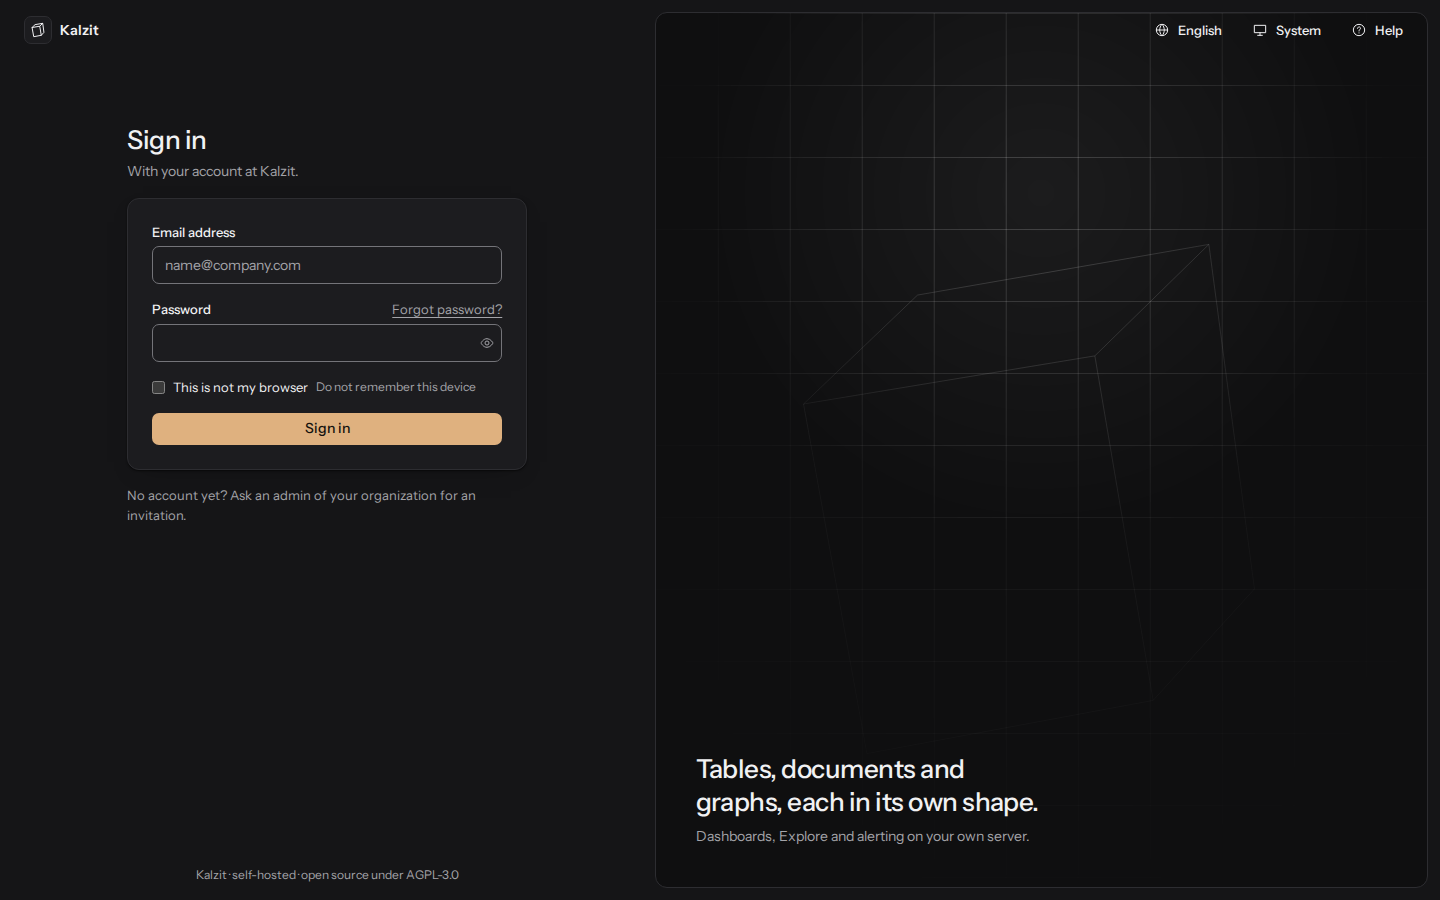 Kalzit
English
System
Help
Sign in
With your account at Kalzit.
Email address
name@company.com
Password
Forgot password?
This is not my browser Do not remember this device
Sign in
No account yet? Ask an admin of your organization for an
invitation.
Tables, documents and
graphs, each in its own shape.
Dashboards, Explore and alerting on your own server.
Kalzit · self-hosted · open source under AGPL-3.0